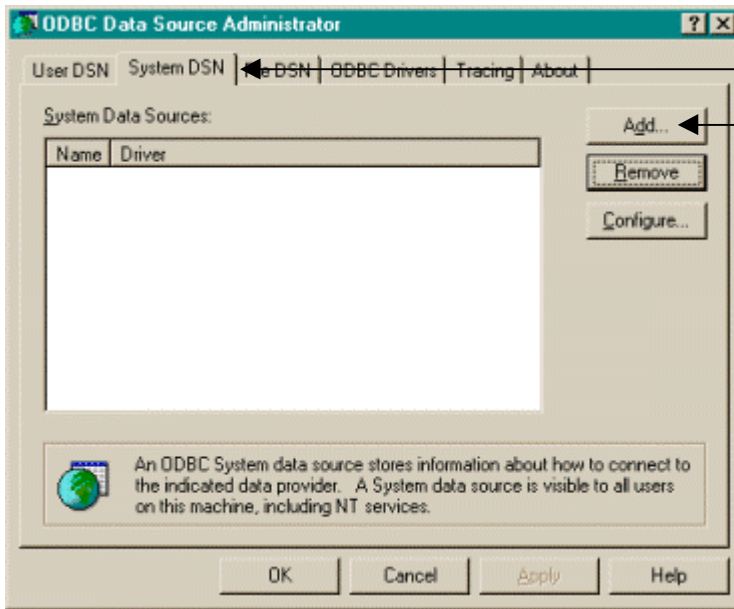 ODBC Data Source Administrator
User DSN System DSN File DSN ODBC Drivers Tracing About
System Data Sources:
Add...
Name Driver
Remove
Configure...
An ODBC System data source stores information about how to connect to
the indicated data provider. A System data source is visible to all users
on this machine, including NT services.
OK Cancel Apply Help